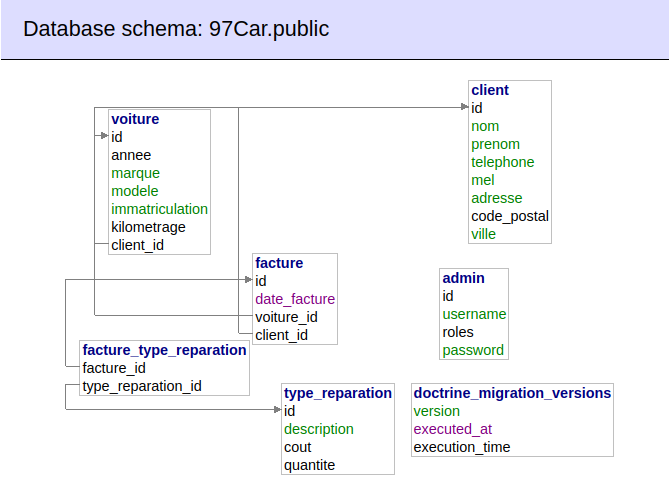 Database schema: 97Car.public
client
id
nom
prenom
telephone
mel
adresse
code_postal
ville
voiture
id
annee
marque
modele
immatriculation
kilometrage
client_id
facture
id
date_facture
voiture_id
client_id
admin
id
username
roles
password
facture_type_reparation
facture_id
type_reparation_id
type_reparation
id
description
cout
quantite
doctrine_migration_versions
version
executed_at
execution_time